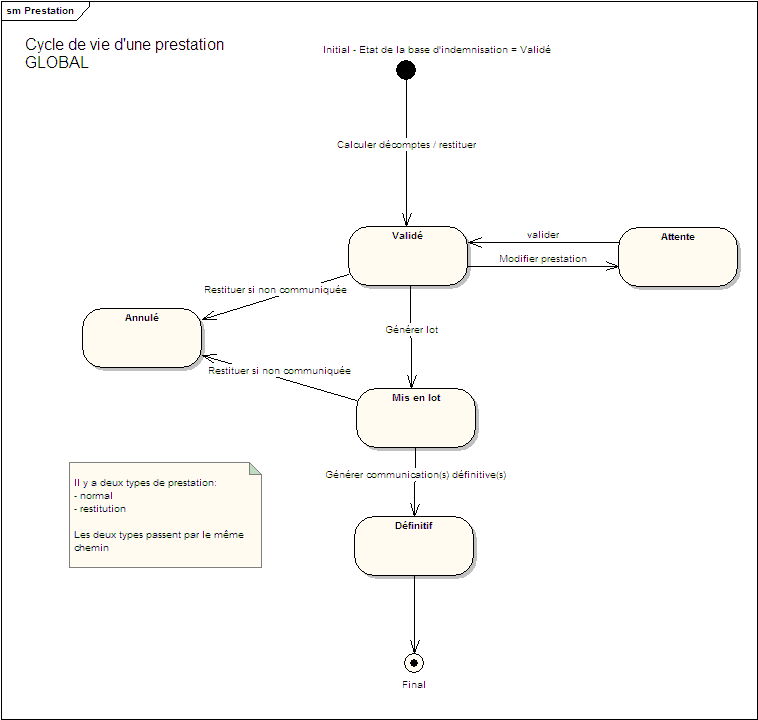 sm Prestation
Cycle de vie d'une prestation
GLOBAL
Initial - Etat de la base d'indemnisation = Validé
Calculer décomptes / restituer
Validé
valider
Attente
Modifier prestation
Restituer si non communiquée
Annulé
Générer lot
Restituer si non communiquée
Mis en lot
Générer communication(s) définitive(s)
Il y a deux types de prestation:
- normal
- restitution
Les deux types passent par le même
chemin
Définitif
Final